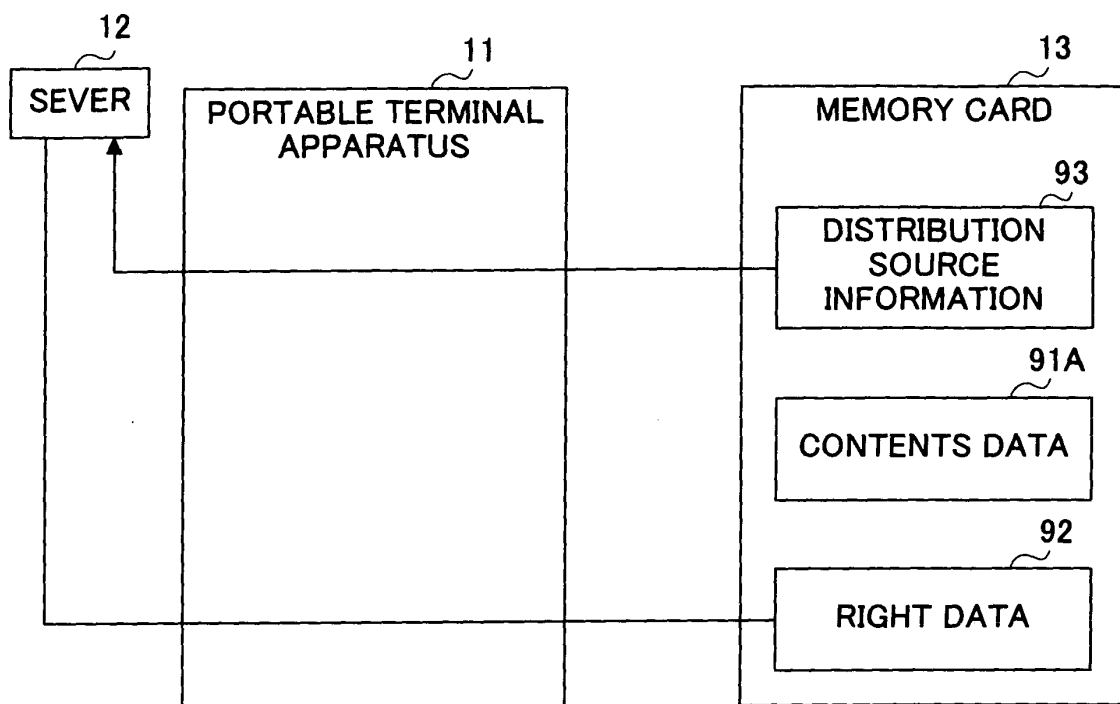 12
SEVER
11
PORTABLE TERMINAL
APPARATUS
13
MEMORY CARD
93
DISTRIBUTION
SOURCE
INFORMATION
91A
CONTENTS DATA
92
RIGHT DATA